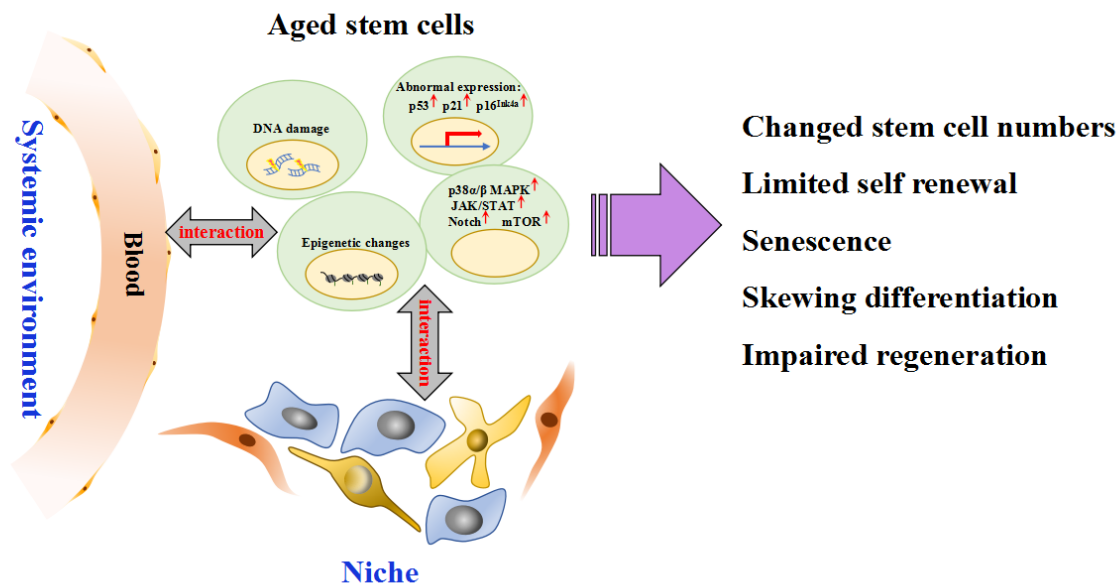 Aged stem cells
Systemic environment
Blood
DNA damage
Abnormal expression:
p53↑ p21↑ p16Ink4a↑
p38α/β MAPK↑
JAK/STAT↑
Notch↑ mTOR↑
interaction
Epigenetic changes
interaction
Niche
Changed stem cell numbers
Limited self renewal
Senescence
Skewing differentiation
Impaired regeneration